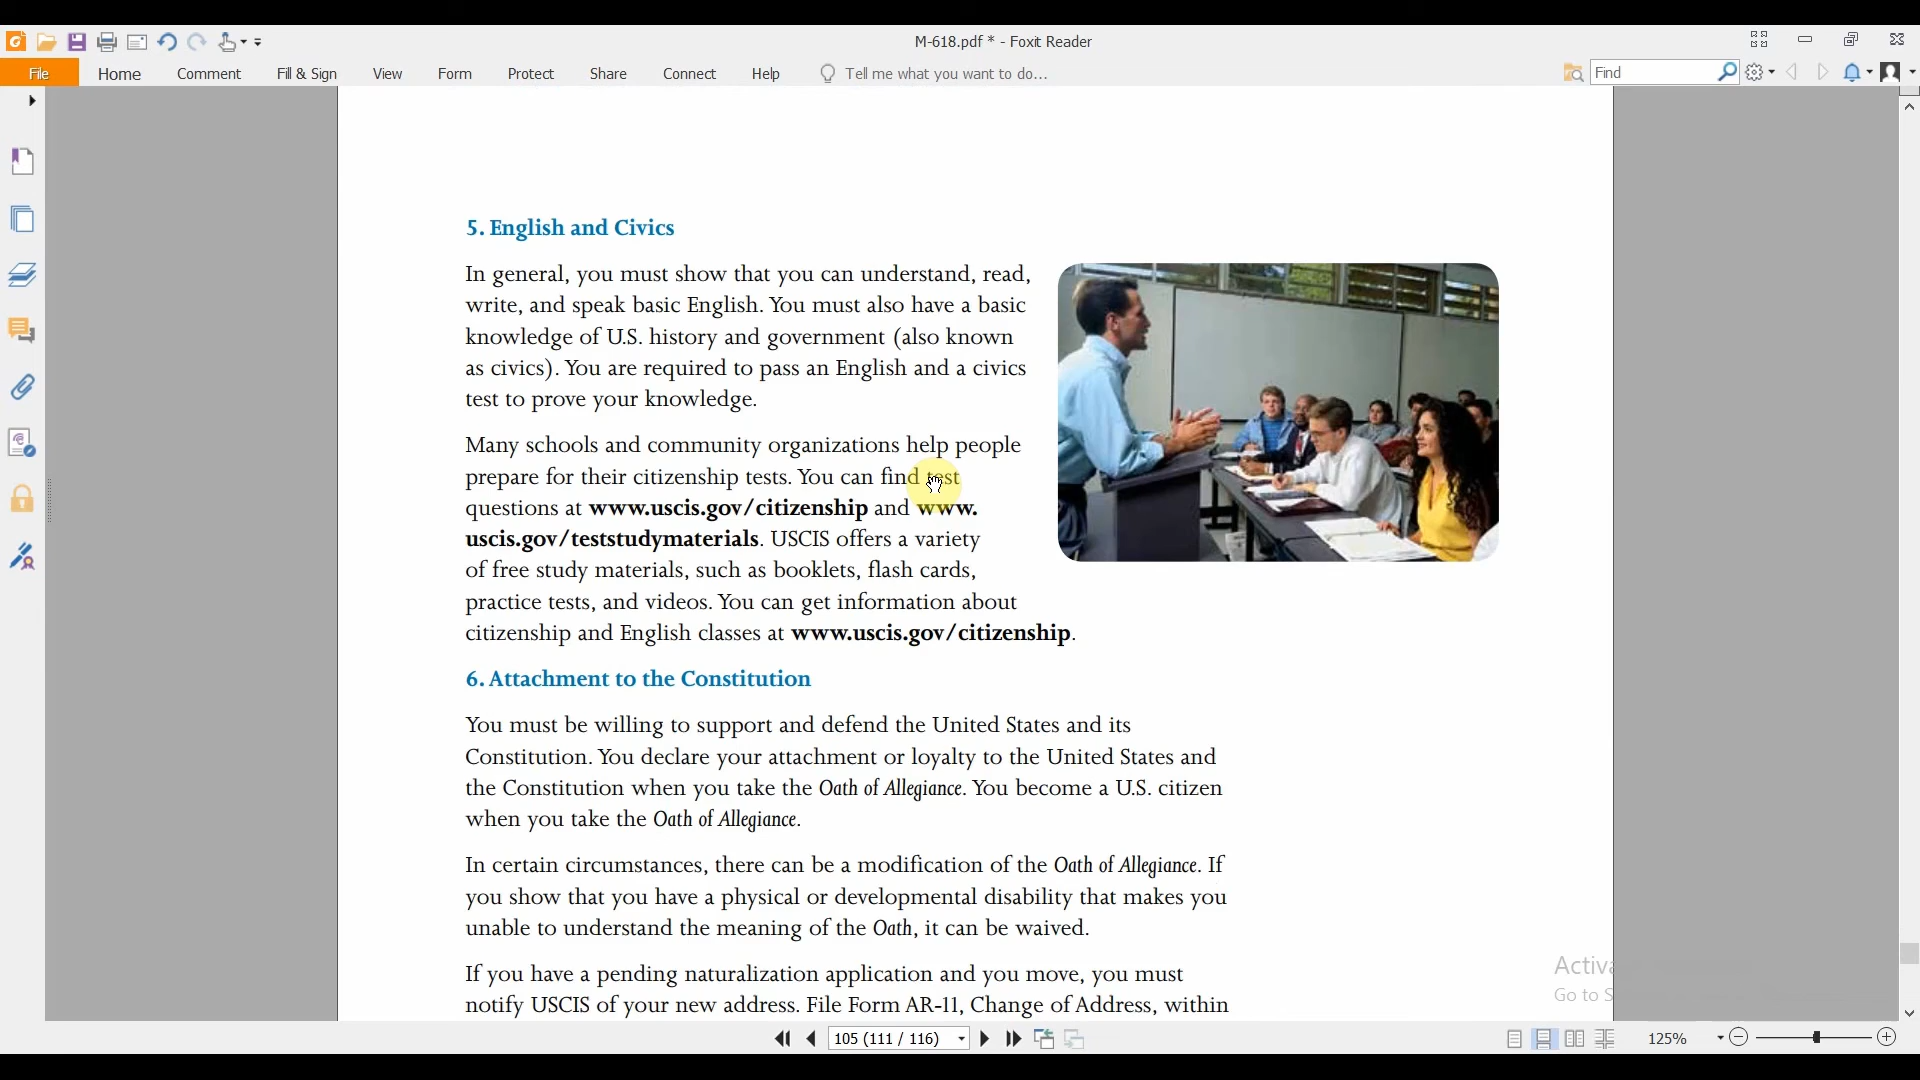 M-618.pdf * - Foxit Reader
File Home Comment Fill & Sign View Form Protect Share Connect Help Tell me what you want to do... Find
5. English and Civics
In general, you must show that you can understand, read,
write, and speak basic English. You must also have a basic
knowledge of U.S. history and government (also known
as civics). You are required to pass an English and a civics
test to prove your knowledge.
Many schools and community organizations help people
prepare for their citizenship tests. You can find test
questions at www.uscis.gov/citizenship and www.
uscis.gov/teststudymaterials. USCIS offers a variety
of free study materials, such as booklets, flash cards,
practice tests, and videos. You can get information about
citizenship and English classes at www.uscis.gov/citizenship.
6. Attachment to the Constitution
You must be willing to support and defend the United States and its
Constitution. You declare your attachment or loyalty to the United States and
the Constitution when you take the Oath of Allegiance. You become a U.S. citizen
when you take the Oath of Allegiance.
In certain circumstances, there can be a modification of the Oath of Allegiance. If
you show that you have a physical or developmental disability that makes you
unable to understand the meaning of the Oath, it can be waived.
If you have a pending naturalization application and you move, you must
notify USCIS of your new address. File Form AR-11, Change of Address, within
Go to
105 (111 / 116) 125%